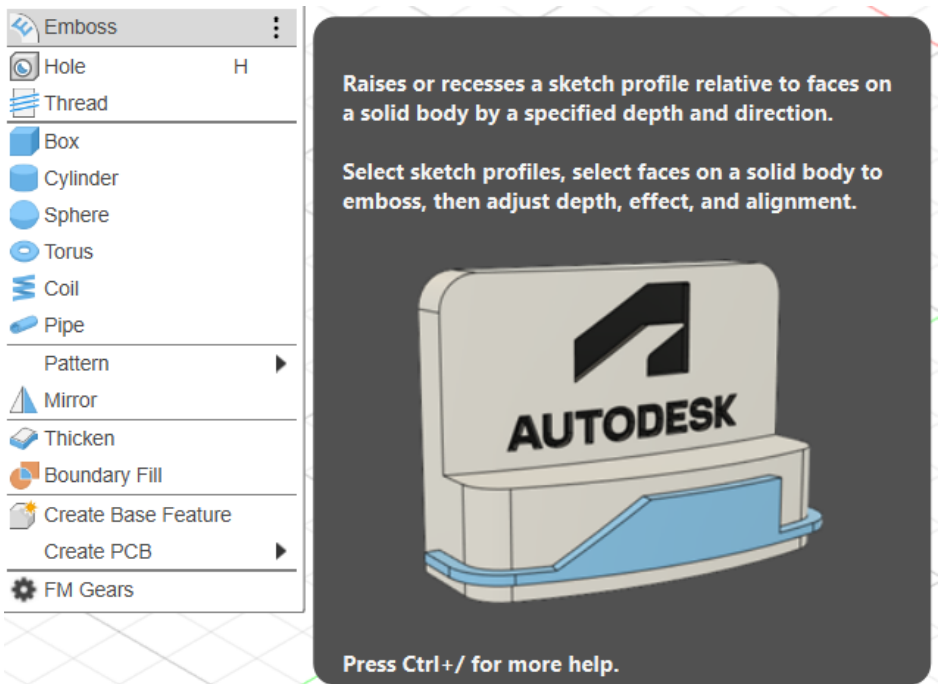 Emboss
Hole H
Thread
Box
Cylinder
Sphere
Torus
Coil
Pipe
Pattern
Mirror
Thicken
Boundary Fill
Create Base Feature
Create PCB
FM Gears
Raises or recesses a sketch profile relative to faces on
a solid body by a specified depth and direction.
Select sketch profiles, select faces on a solid body to
emboss, then adjust depth, effect, and alignment.
AUTODESK
Press Ctrl+/ for more help.